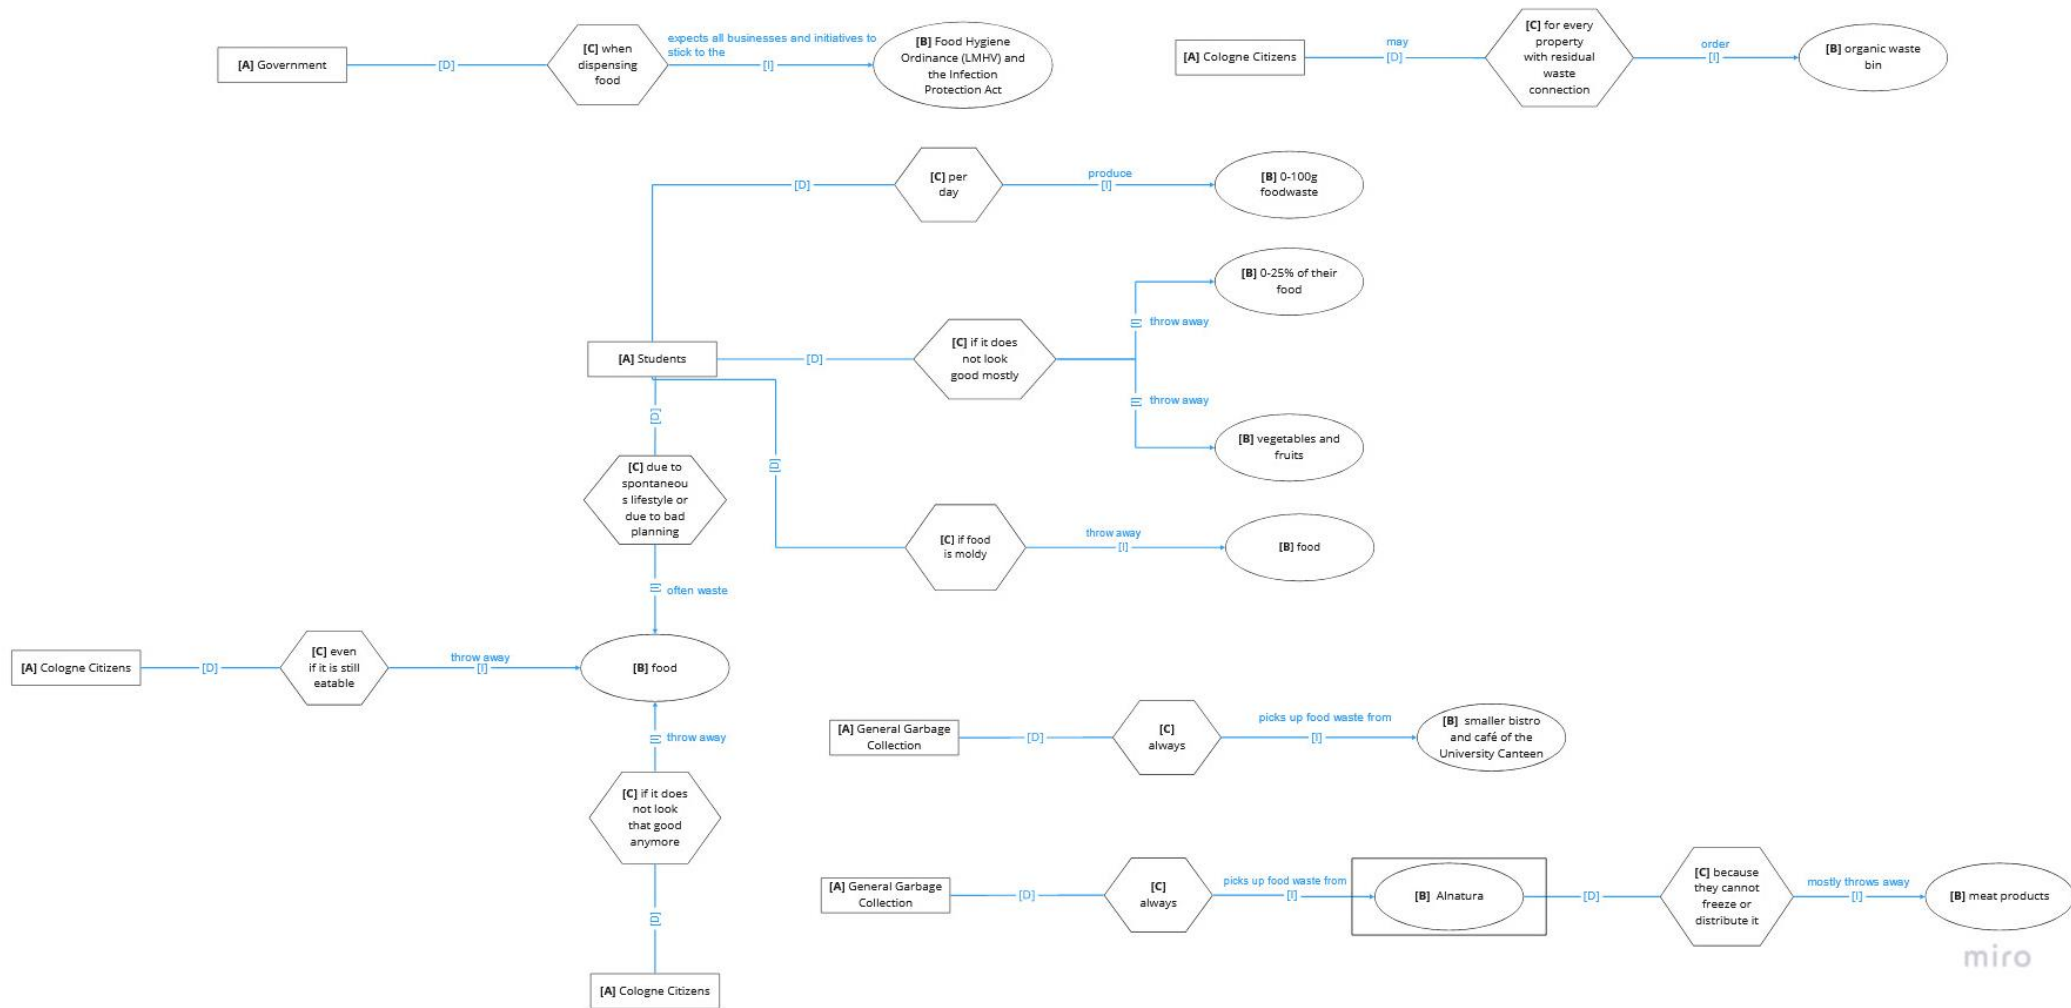 [A] Government
[D]
[C] when
dispensing
food
expects all businesses and initiatives to
stick to the
[I]
[B] Food Hygiene
Ordinance (LMHV) and
the Infection
Protection Act
[A] Cologne Citizens
may
[D]
[C] for every
property
with residual
waste
connection
order
[I]
[B] organic waste
bin
[D]
[C] per
day
produce
[I]
[B] 0-100g
foodwaste
[A] Students
[D]
[C] if it does
not look
good mostly
[I] throw away
[B] 0-25% of their
food
[I] throw away
[B] vegetables and
fruits
[D]
[C] due to
spontaneou
s lifestyle or
due to bad
planning
[I] often waste
[D]
[C] if food
is moldy
throw away
[I]
[B] food
[A] Cologne Citizens
[D]
[C] even
if it is still
eatable
throw away
[I]
[B] food
[I] throw away
[C] if it does
not look
that good
anymore
[D]
[A] Cologne Citizens
[A] General Garbage
Collection
[D]
[C]
always
picks up food waste from
[I]
[B] smaller bistro
and café of the
University Canteen
[A] General Garbage
Collection
[D]
[C]
always
picks up food waste from
[I]
[B] Alnatura
[D]
[C] because
they cannot
freeze or
distribute it
mostly throws away
[I]
[B] meat products
miro